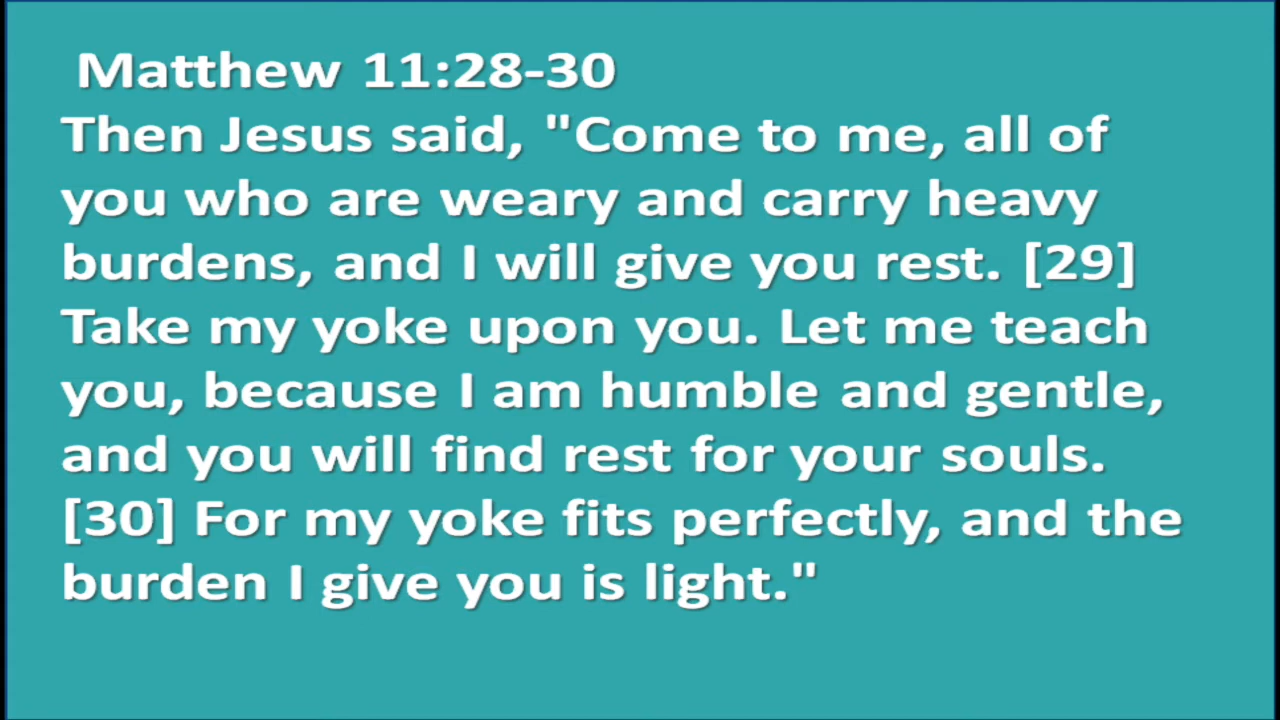 Matthew 11:28-30
Then Jesus said, "Come to me, all of
you who are weary and carry heavy
burdens, and I will give you rest. [29]
Take my yoke upon you. Let me teach
you, because I am humble and gentle,
and you will find rest for your souls.
[30] For my yoke fits perfectly, and the
burden I give you is light."